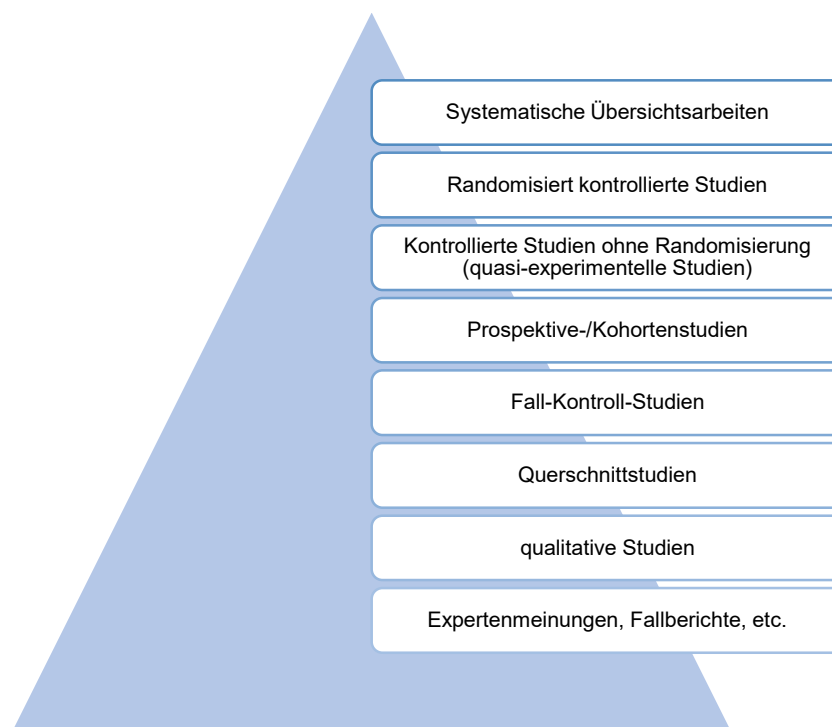 Systematische Übersichtsarbeiten
Randomisiert kontrollierte Studien
Kontrollierte Studien ohne Randomisierung
(quasi-experimentelle Studien)
Prospektive-/Kohortenstudien
Fall-Kontroll-Studien
Querschnittstudien
qualitative Studien
Expertenmeinungen, Fallberichte, etc.